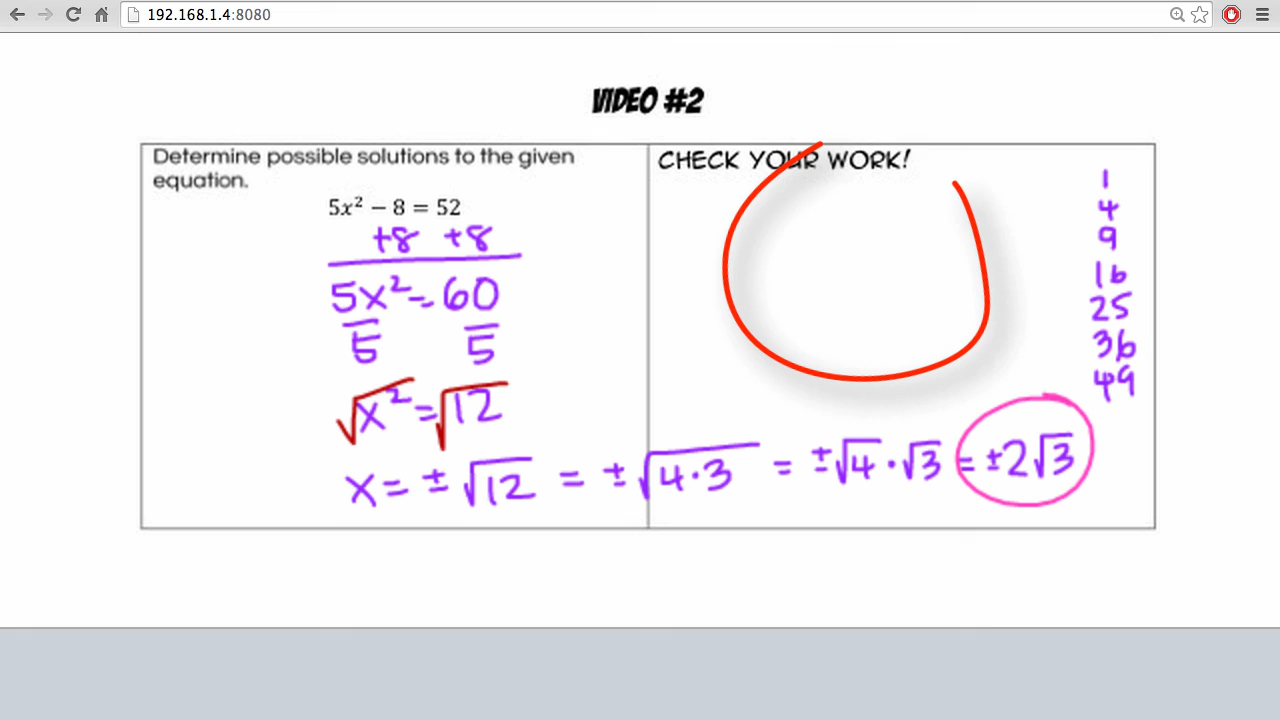 192.168.1.4:8080
VIDEO #2
Determine possible solutions to the given
equation.
5x² − 8 = 52
+8 +8
5x² = 60
5 5
√x² = √12
x = ± √12 = ± √4·3 = ±√4 · √3 = ±2√3
CHECK YOUR WORK!
1
4
9
16
25
36
49